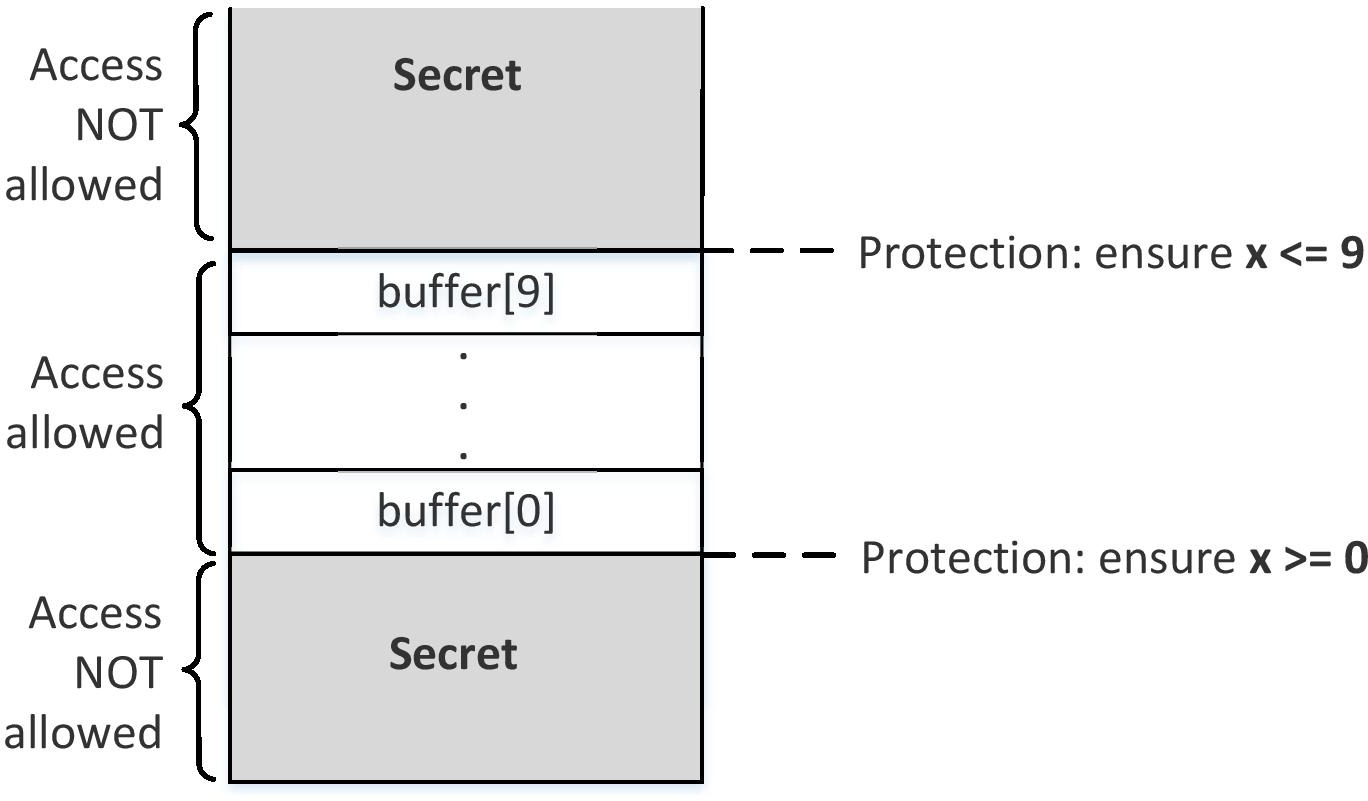 Access
NOT
allowed
Secret
Protection: ensure x <= 9
buffer[9]
.
.
.
Access
allowed
buffer[0]
Protection: ensure x >= 0
Access
NOT
allowed
Secret